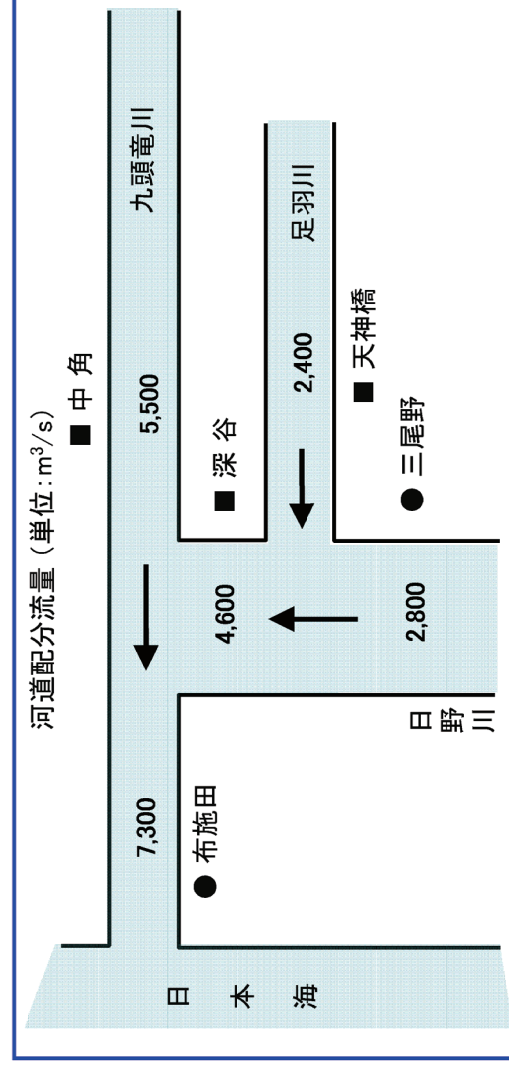 河道配分流量（単位：m³/s）
■ 中 角
九頭竜川
5,500
7,300
■ 深 谷
4,600
● 布施田
足羽川
2,400
■ 天神橋
● 三尾野
2,800
日野川
日 本 海